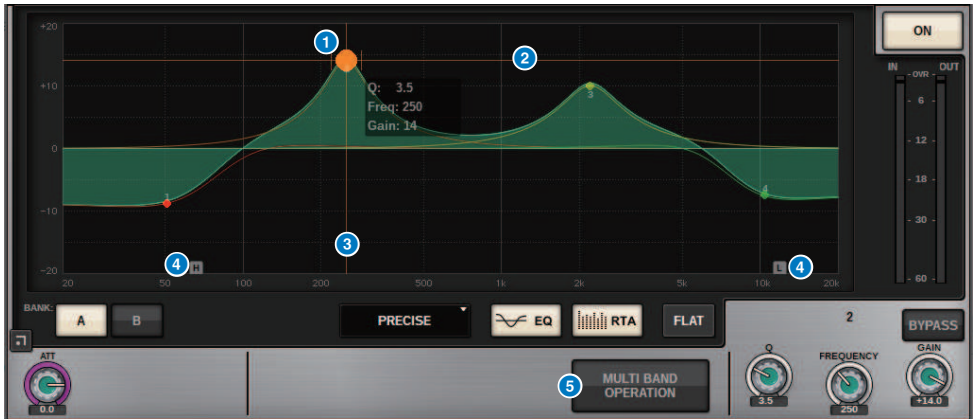 +20
+10
0
−10
−20
20 50 100 200 500 1k 2k 5k 10k 20k
1
2
3
4
4
5
Q: 3.5
Freq: 250
Gain: 14
1
3
4
H
L
ON
IN OVR OUT
6
12
18
30
60
BANK:
A B
PRECISE
EQ
RTA
FLAT
2
BYPASS
ATT
0.0
MULTI BAND
OPERATION
Q
3.5
FREQUENCY
250
GAIN
+14.0